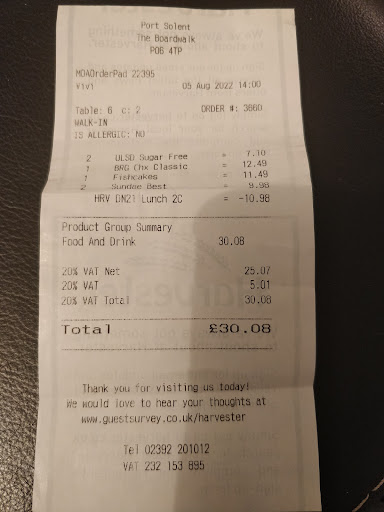 Port Solent
The Boardwalk
PO6 4TP
MOAOrderPad 22395
V1v1 05 Aug 2022 14:00
Table: 6 c: 2 ORDER #: 3660
WALK-IN
IS ALLERGIC: NO
2 ULSD Sugar Free = 7.10
1 BRG Chx Classic = 12.49
1 Fishcakes = 11.49
2 Sundae Best = 9.98
HRV DN21 Lunch 2C = -10.98
Product Group Summary
Food And Drink 30.08
20% VAT Net 25.07
20% VAT 5.01
20% VAT Total 30.08
Total £30.08
Thank you for visiting us today!
We would love to hear your thoughts at
www.guestsurvey.co.uk/harvester
Tel 02392 201012
VAT 232 153 895